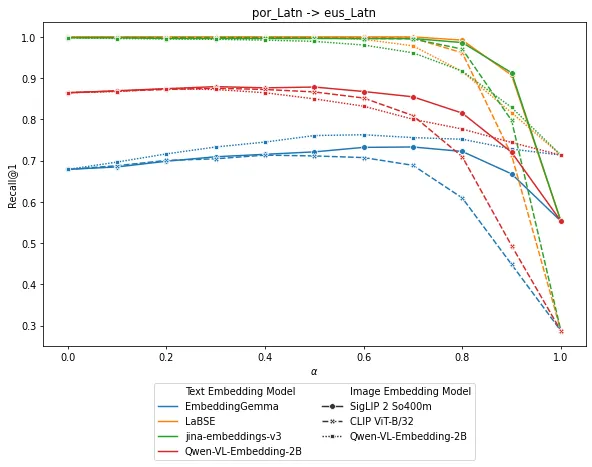 por_Latn -> eus_Latn
Recall@1
1.0
0.9
0.8
0.7
0.6
0.5
0.4
0.3
0.0 0.2 0.4 0.6 0.8 1.0
α
Text Embedding Model
EmbeddingGemma
LaBSE
jina-embeddings-v3
Qwen-VL-Embedding-2B
Image Embedding Model
SigLIP 2 So400m
CLIP ViT-B/32
Qwen-VL-Embedding-2B